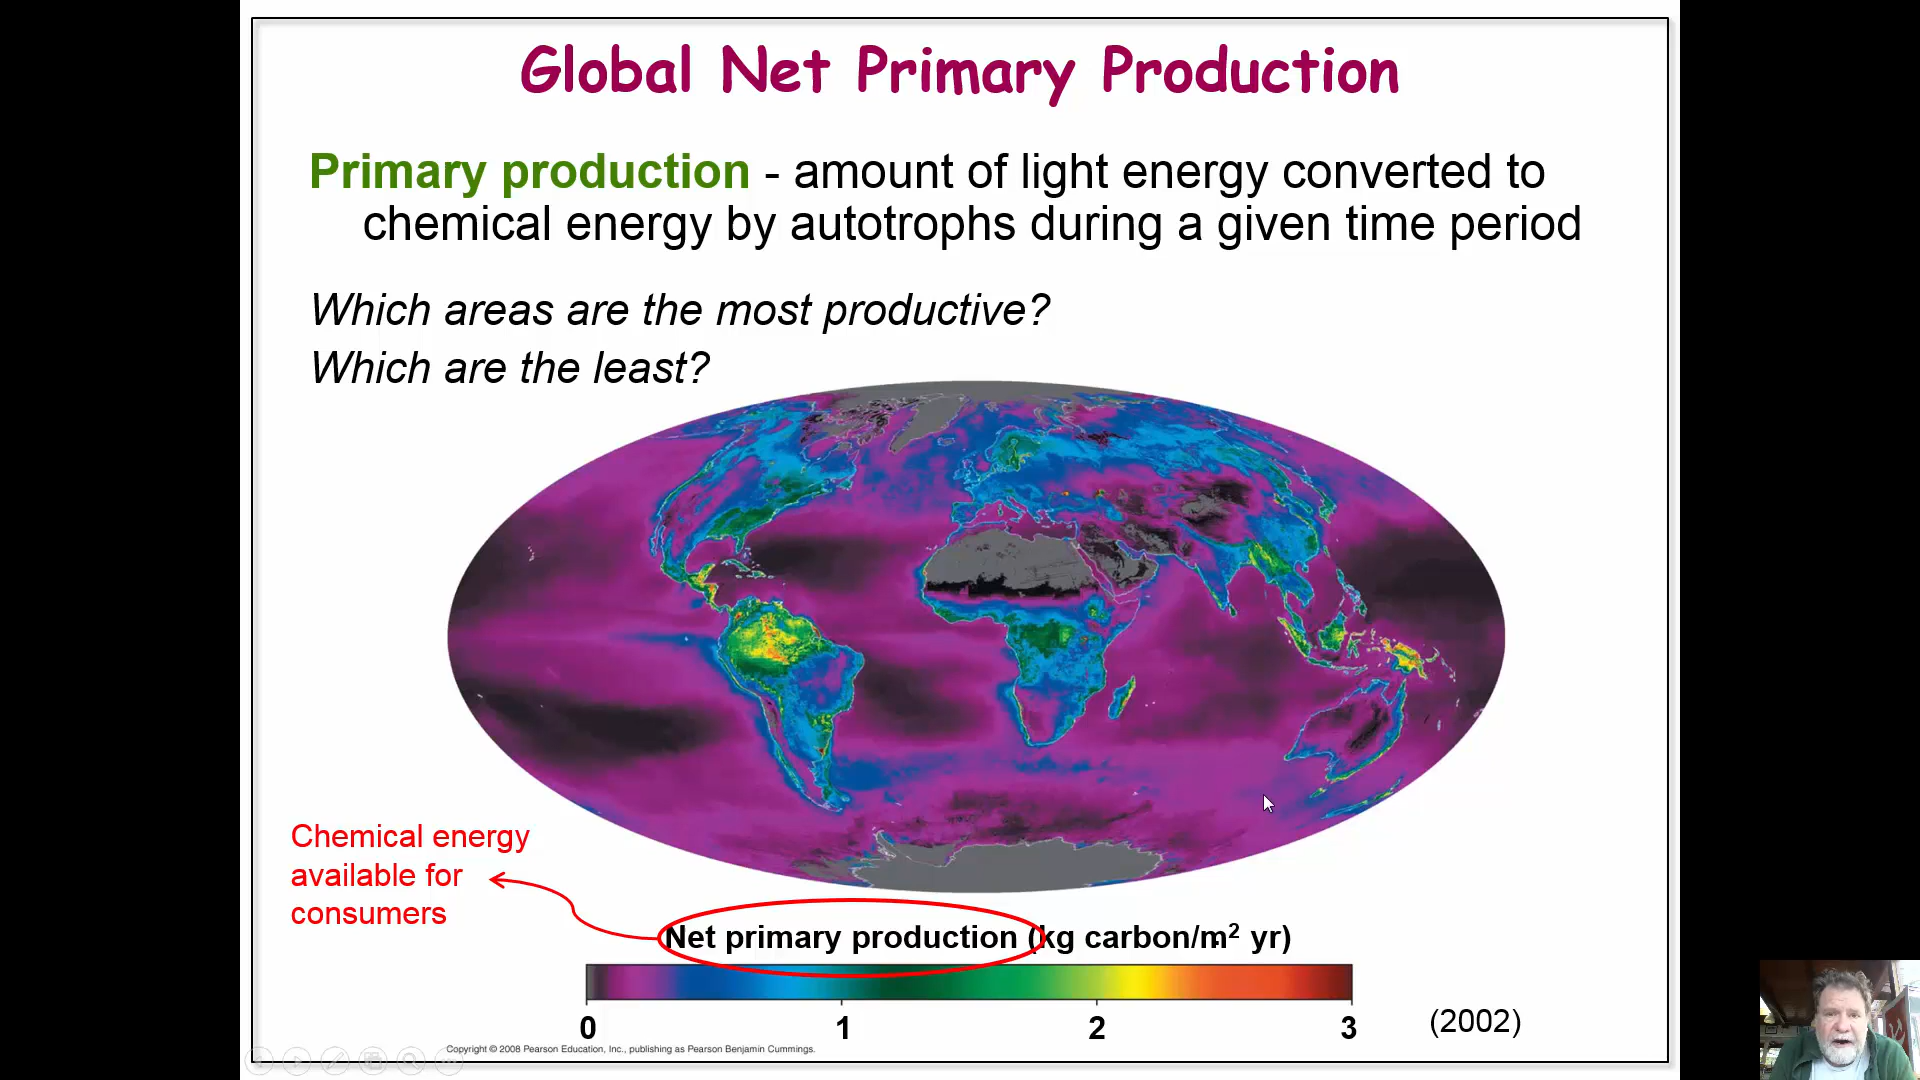 Global Net Primary Production
Primary production - amount of light energy converted to
chemical energy by autotrophs during a given time period
Which areas are the most productive?
Which are the least?
Chemical energy
available for
consumers
Net primary production (kg carbon/m² yr)
0 1 2 3
(2002)
Copyright © 2008 Pearson Education, Inc., publishing as Pearson Benjamin Cummings.